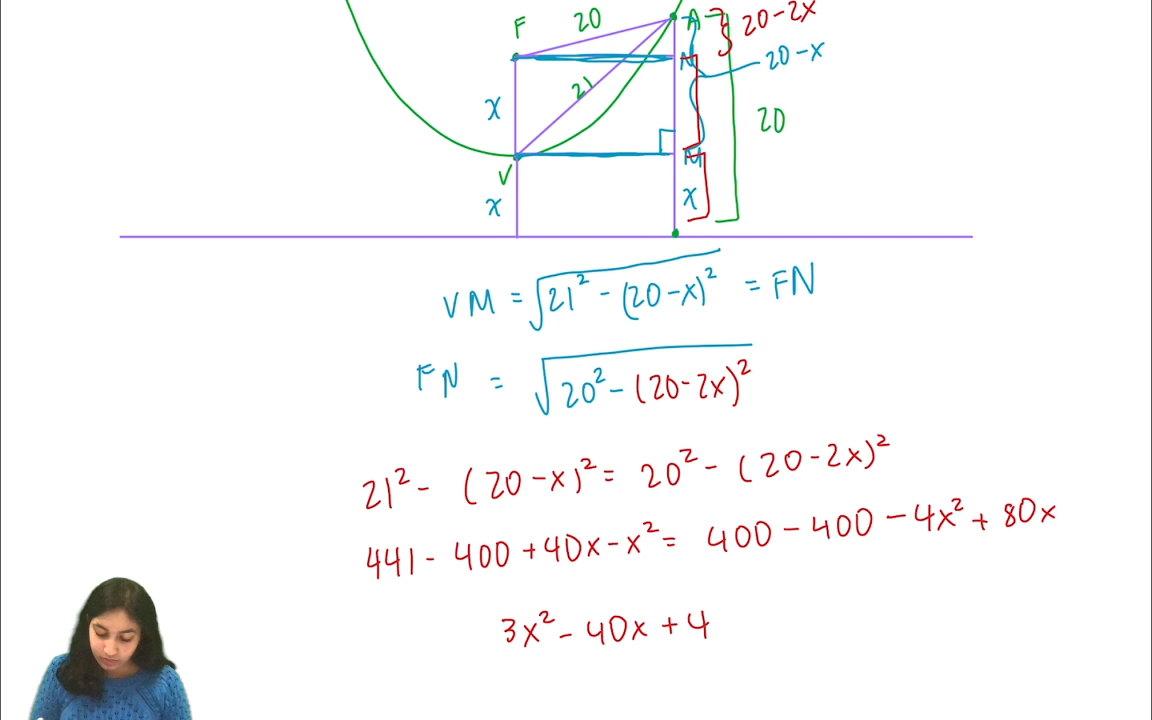 F 20 A 20-2x
N 20-x
x 21 20
V M
x x
VM = √21² - (20-x)² = FN
FN = √20² - (20-2x)²
21² - (20-x)² = 20² - (20-2x)²
441 - 400 + 40x - x² = 400 - 400 - 4x² + 80x
3x² - 40x + 4